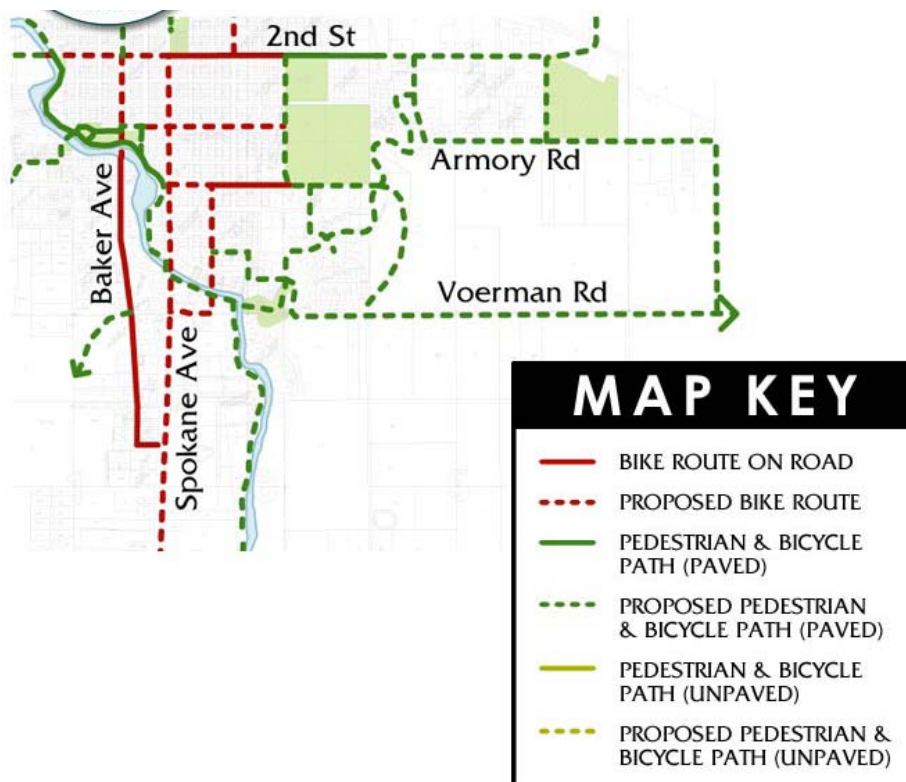 2nd St
Armory Rd
Baker Ave
Voerman Rd
Spokane Ave
MAP KEY
BIKE ROUTE ON ROAD
PROPOSED BIKE ROUTE
PEDESTRIAN & BICYCLE
PATH (PAVED)
PROPOSED PEDESTRIAN
& BICYCLE PATH (PAVED)
PEDESTRIAN & BICYCLE
PATH (UNPAVED)
PROPOSED PEDESTRIAN &
BICYCLE PATH (UNPAVED)